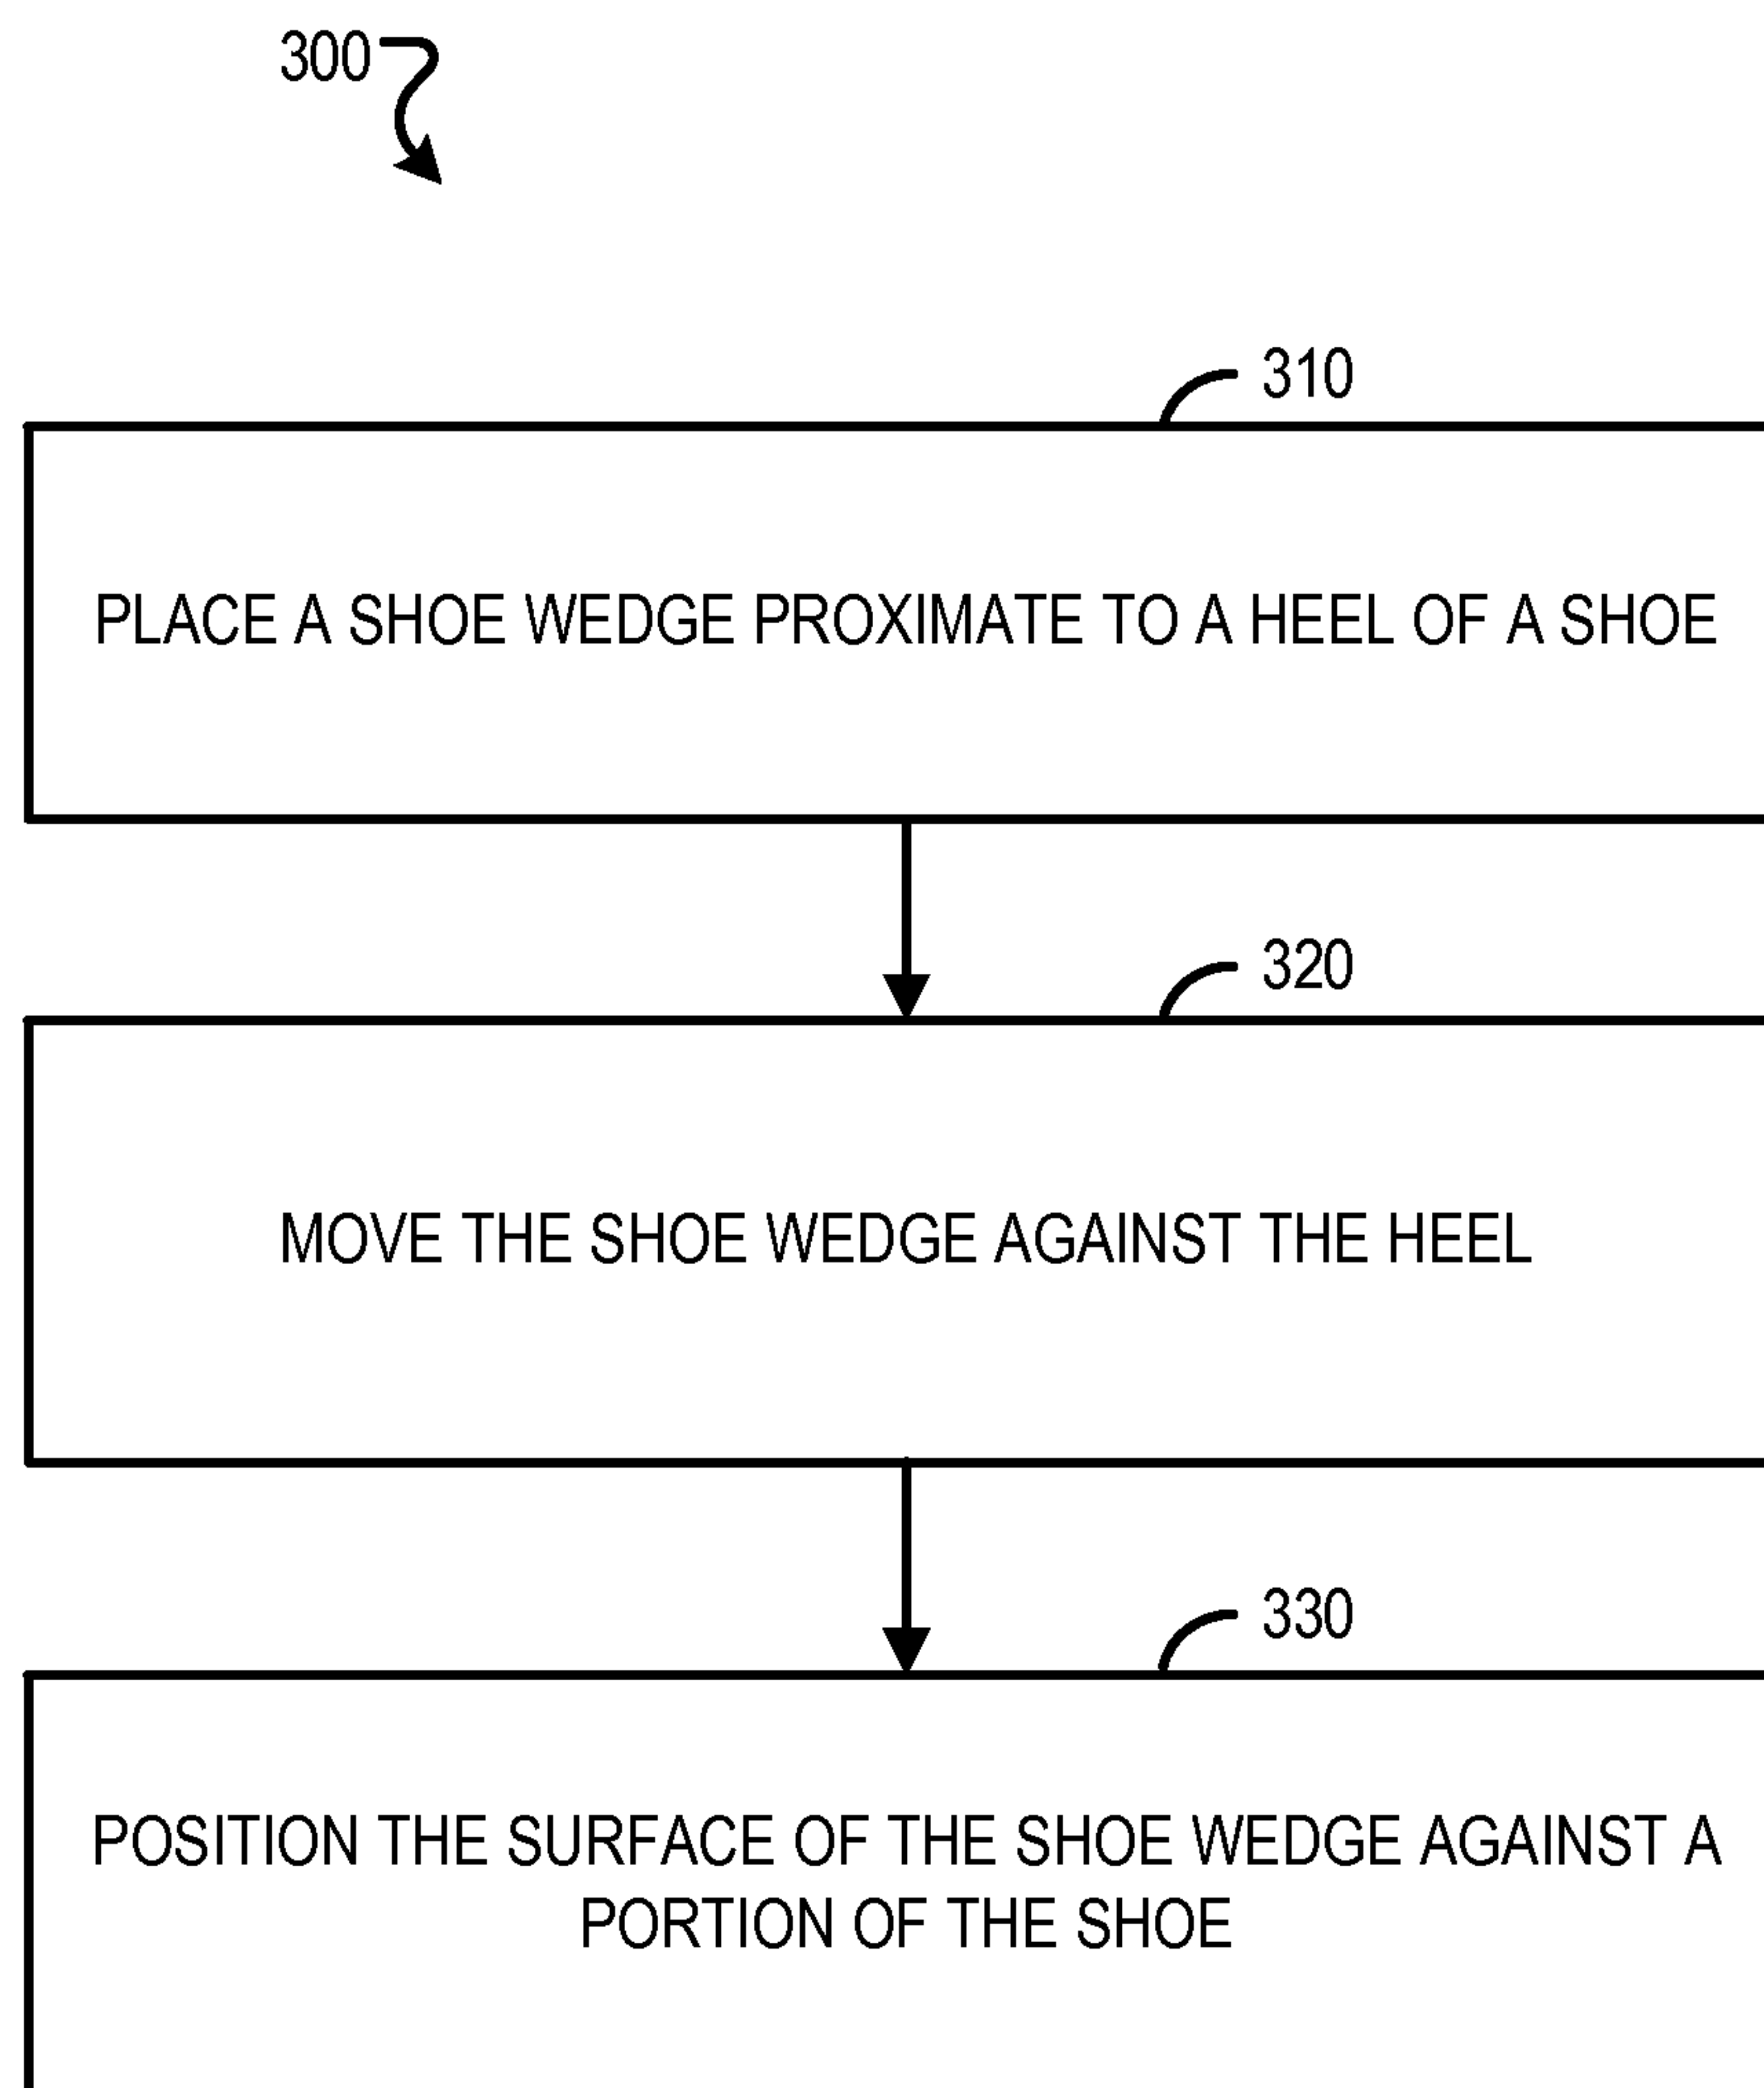 300
310
PLACE A SHOE WEDGE PROXIMATE TO A HEEL OF A SHOE
320
MOVE THE SHOE WEDGE AGAINST THE HEEL
330
POSITION THE SURFACE OF THE SHOE WEDGE AGAINST A
PORTION OF THE SHOE